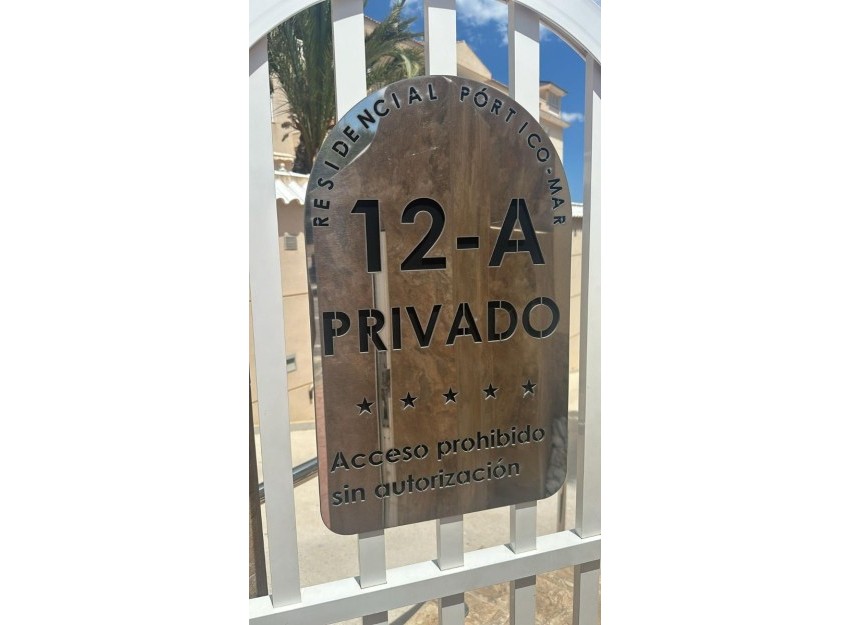 RESIDENCIAL PÓRTICO-MAR
12-A
PRIVADO
Acceso prohibido
sin autorización